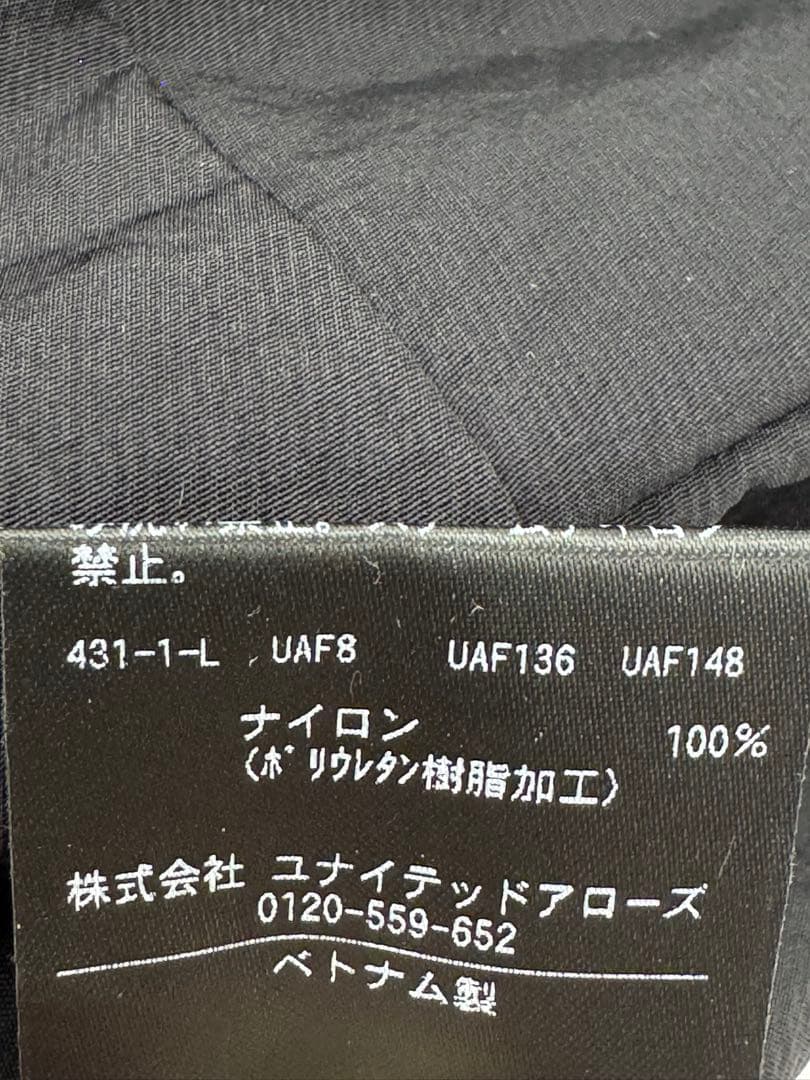 禁止。
431-1-L UAF8 UAF136 UAF148
ナイロン 100%
(ポリウレタン樹脂加工)
株式会社 ユナイテッドアローズ
0120-559-652
ベトナム製